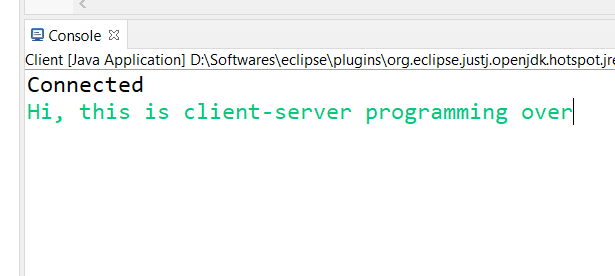 Console
Client [Java Application] D:\Softwares\eclipse\plugins\org.eclipse.justj.openjdk.hotspot.jre
Connected
Hi, this is client-server programming over